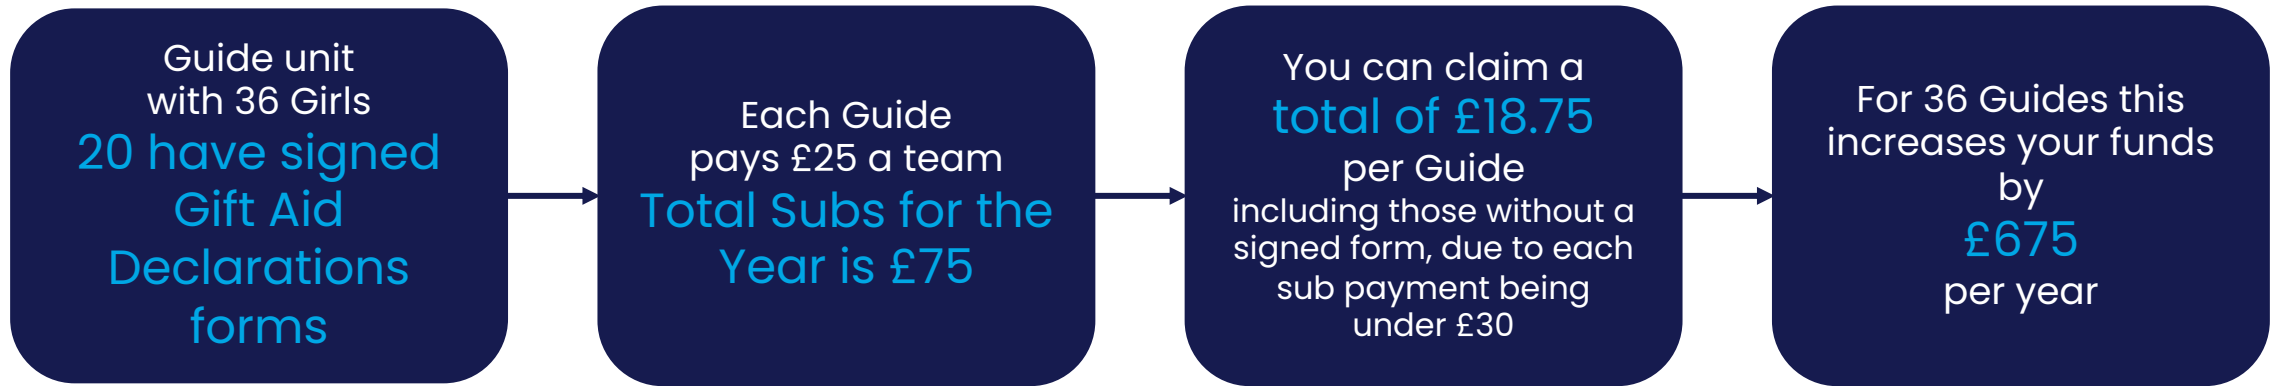 Guide unit
with 36 Girls
20 have signed
Gift Aid
Declarations
forms
Each Guide
pays £25 a team
Total Subs for the
Year is £75
You can claim a
total of £18.75
per Guide
including those without a
signed form, due to each
sub payment being
under £30
For 36 Guides this
increases your funds
by
£675
per year